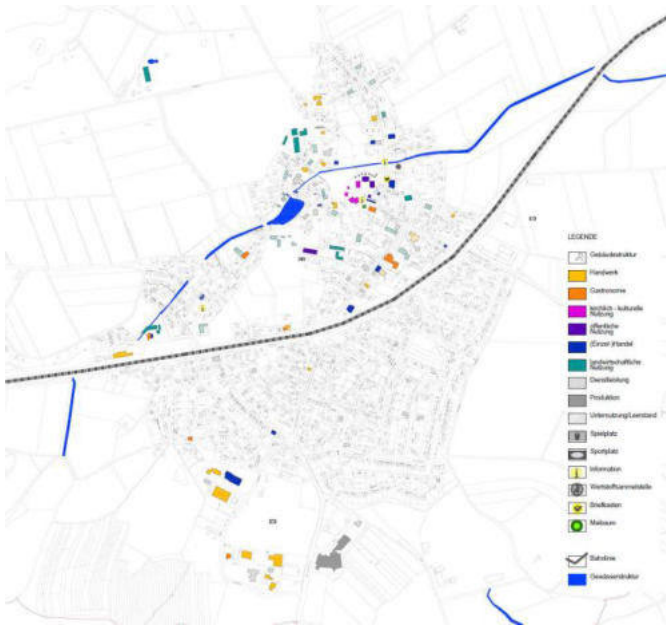 LEGENDE
Gebäudestruktur
Handwerk
Gastronomie
kirchlich - kulturelle
Nutzung
öffentliche
Nutzung
(Einzel-)Handel
landwirtschaftliche
Nutzung
Dienstleistung
Produktion
Unternutzung/Leerstand
Spielplatz
Sportplatz
Information
Wertstoffsammelstelle
Briefkasten
Maibaum
Bahnlinie
Gewässerstruktur